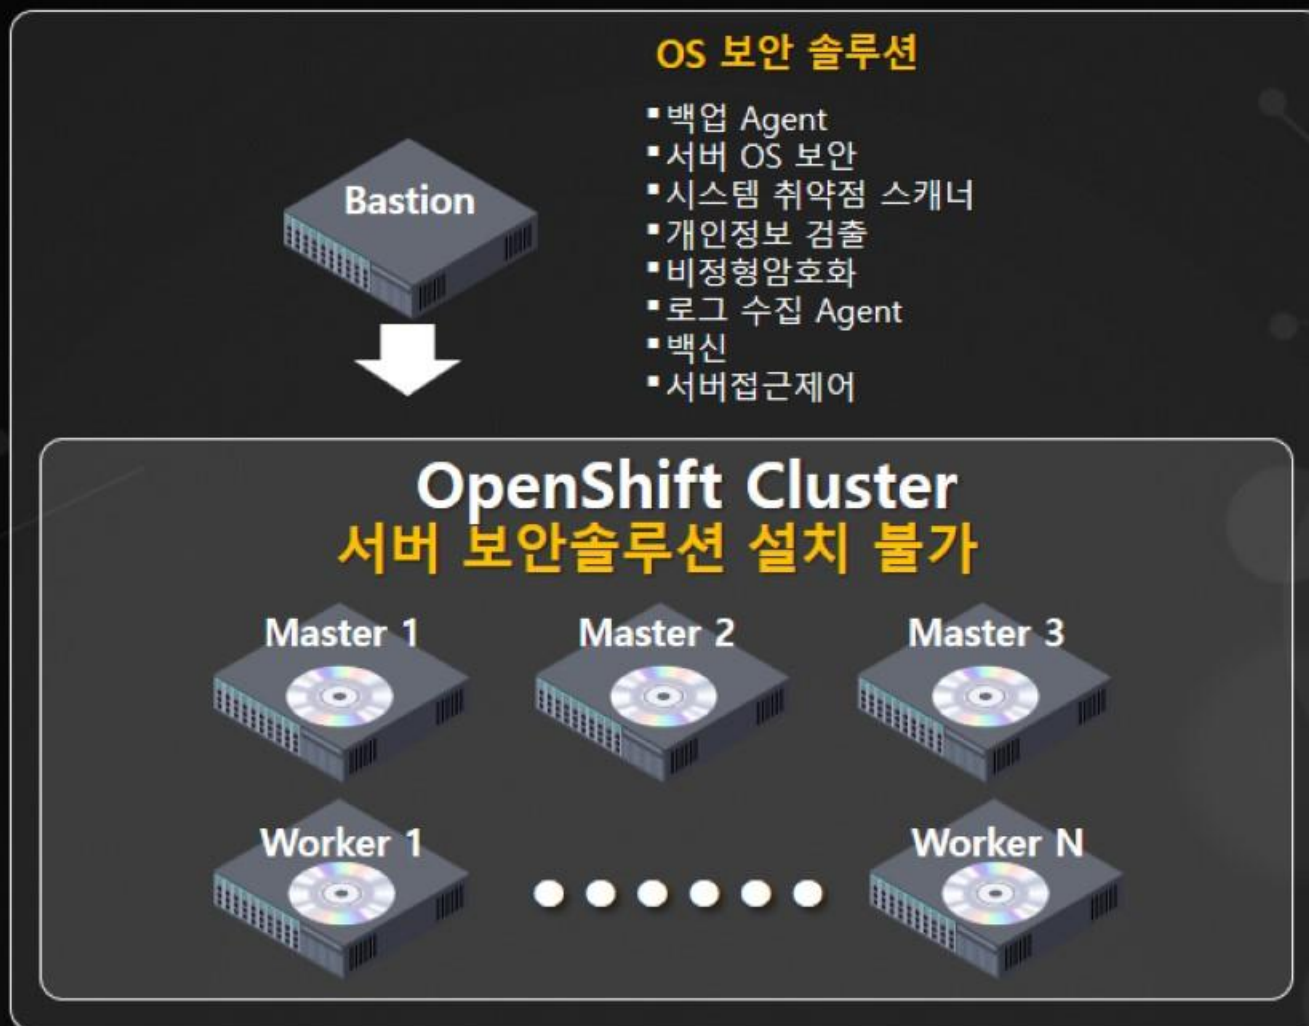 OS 보안 솔루션
▪백업 Agent
▪서버 OS 보안
▪시스템 취약점 스캐너
▪개인정보 검출
▪비정형암호화
▪로그 수집 Agent
▪백신
▪서버접근제어
Bastion
OpenShift Cluster
서버 보안솔루션 설치 불가
Master 1
Master 2
Master 3
Worker 1
Worker N